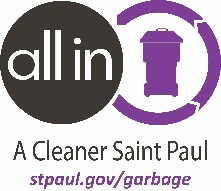 all in
A Cleaner Saint Paul
stpaul.gov/garbage